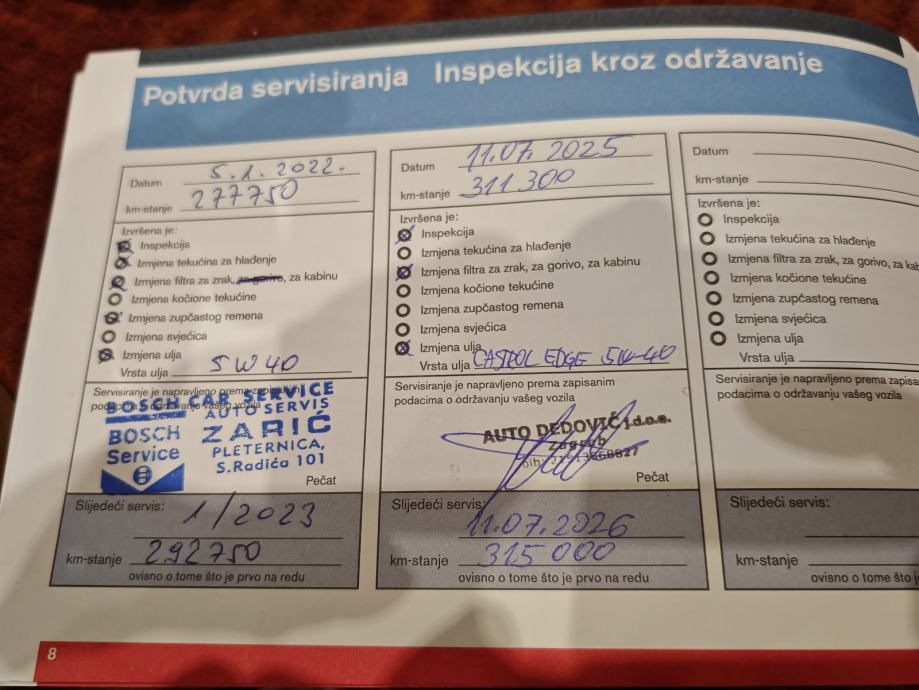 Potvrda servisiranja Inspekcija kroz održavanje
Datum 5.1.2022.
km-stanje 277750
Izvršena je:
Inspekcija
Izmjena tekućina za hlađenje
Izmjena filtra za zrak, za gorivo, za kabinu
Izmjena kočione tekućine
Izmjena zupčastog remena
Izmjena svjećica
Izmjena ulja
Vrsta ulja 5W40
Servisiranje je napravljeno prema zapisanim
podacima o održavanju vašeg vozila
BOSCH CAR SERVICE
AUTO SERVIS
BOSCH
Service
ZARIĆ
PLETERNICA,
S.Radića 101
Pečat
Slijedeći servis: 1/2023
km-stanje 292750
ovisno o tome što je prvo na redu
Datum 11.07.2025
km-stanje 311300
Izvršena je:
Inspekcija
Izmjena tekućina za hlađenje
Izmjena filtra za zrak, za gorivo, za kabinu
Izmjena kočione tekućine
Izmjena zupčastog remena
Izmjena svjećica
Izmjena ulja
Vrsta ulja CASTROL EDGE 5W-40
Servisiranje je napravljeno prema zapisanim
podacima o održavanju vašeg vozila
AUTO DEDOVIĆ j.d.o.o.
Zagreb
Pečat
Slijedeći servis:
11.07.2026
km-stanje 315000
ovisno o tome što je prvo na redu
Datum
km-stanje
Izvršena je:
Inspekcija
Izmjena tekućina za hlađenje
Izmjena filtra za zrak, za gorivo, za kab
Izmjena kočione tekućine
Izmjena zupčastog remena
Izmjena svjećica
Izmjena ulja
Vrsta ulja
Servisiranje je napravljeno prema zapisa
podacima o održavanju vašeg vozila
Slijedeći servis:
km-stanje
ovisno o tome što je p
8